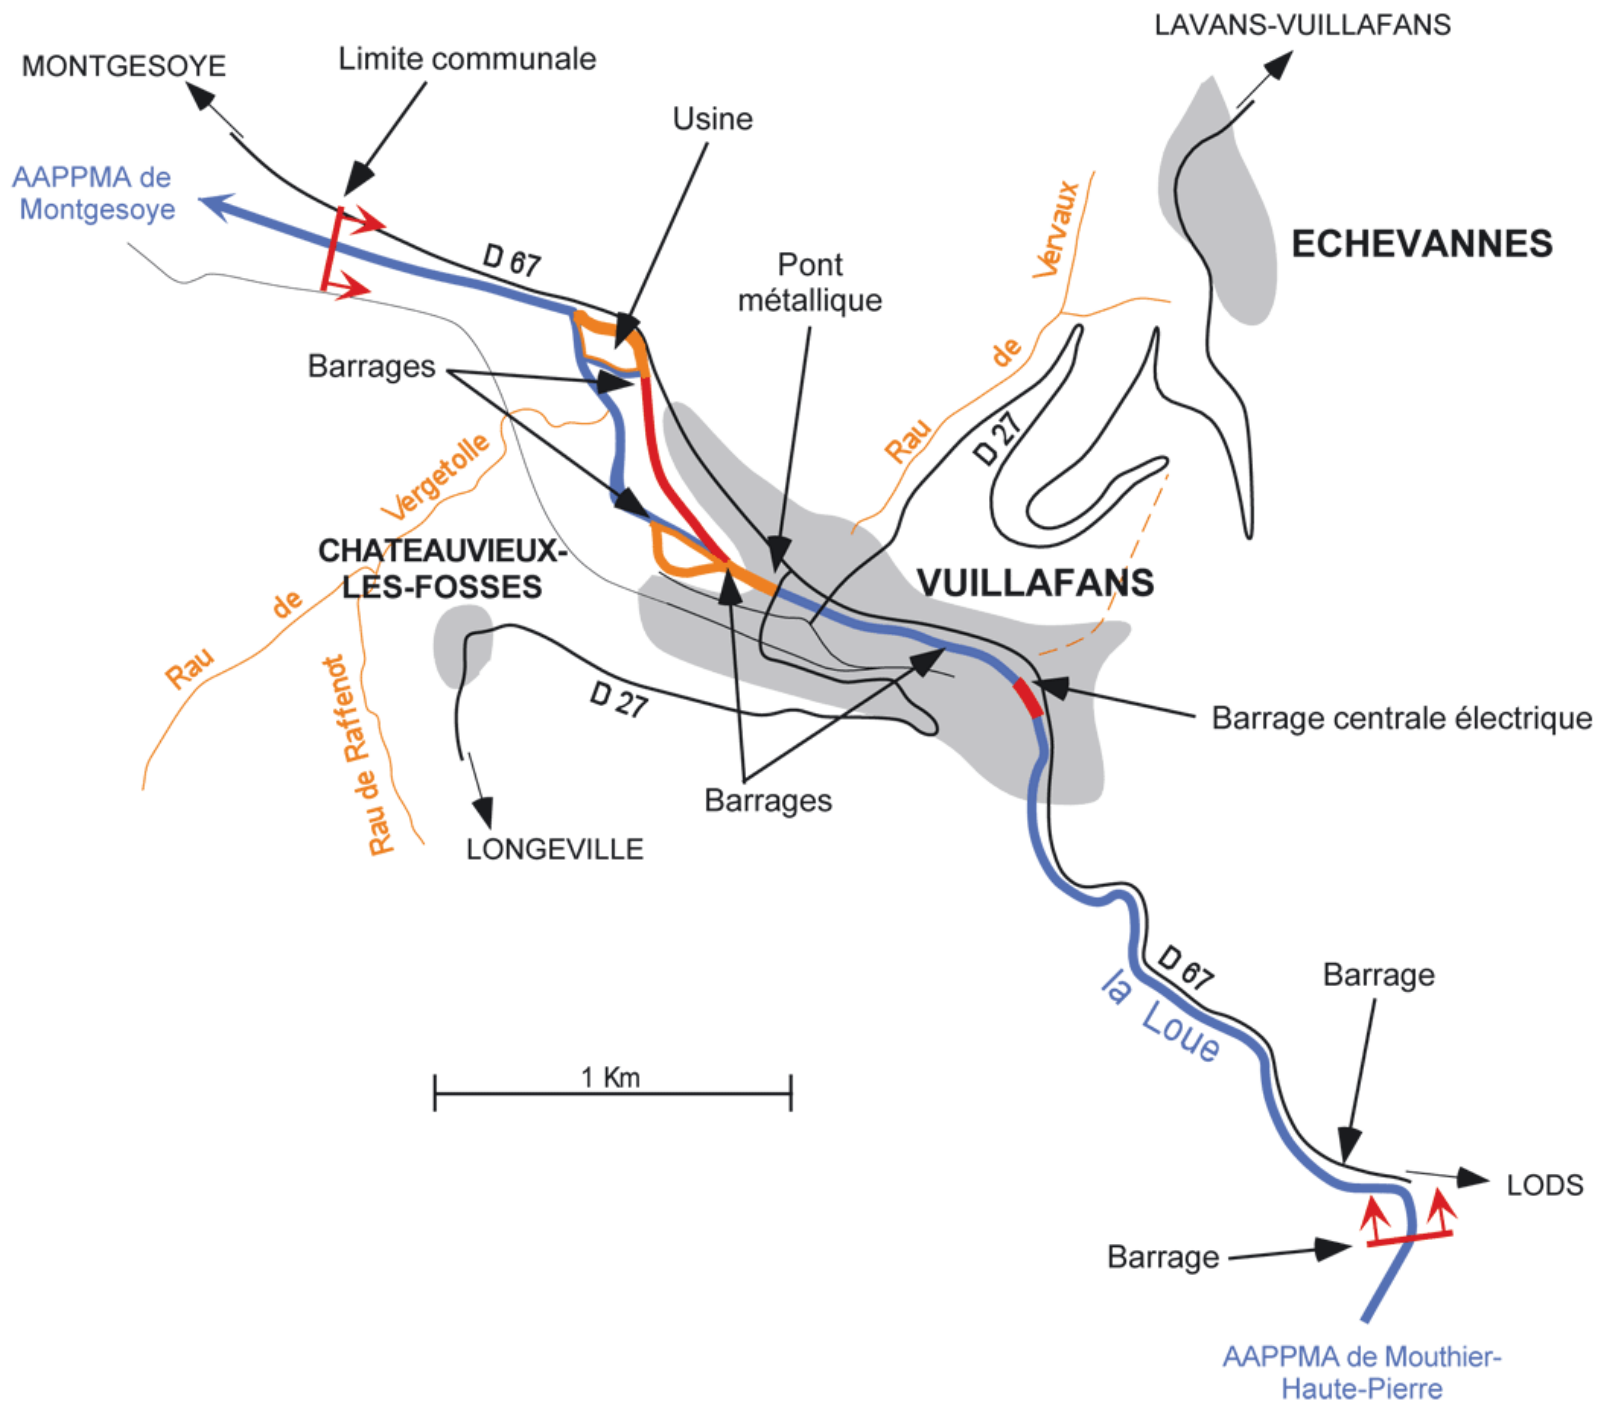 LAVANS-VUILLAFANS
MONTGESOYE
Limite communale
Usine
AAPPMA de
Montgesoye
D 67
Pont
métallique
Rau de Vervaux
ECHEVANNES
Barrages
D 27
Rau de Vergetolle
CHATEAUVIEUX-
LES-FOSSES
VUILLAFANS
Rau de Raffenot
D 27
Barrage centrale électrique
Barrages
LONGEVILLE
D 67
la Loue
Barrage
1 Km
LODS
Barrage
AAPPMA de Mouthier-
Haute-Pierre